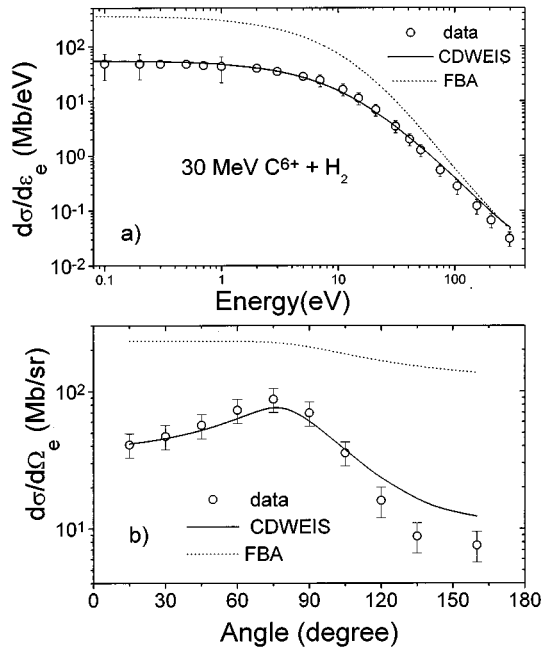 10²
10¹
10⁰
10⁻¹
10⁻²
dσ/dεₑ (Mb/eV)
data
CDWEIS
FBA
30 MeV C⁶⁺ + H₂
a)
0.1 1 10 100
Energy(eV)
10²
10¹
dσ/dΩₑ (Mb/sr)
data
CDWEIS
FBA
b)
0 30 60 90 120 150 180
Angle (degree)